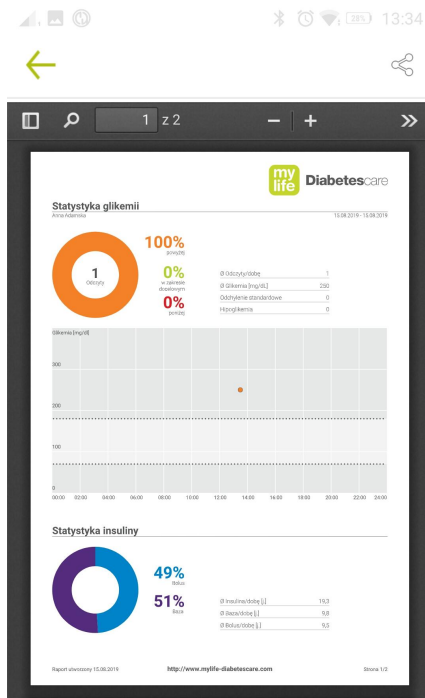 28%
13:34
1 z 2
my
life
Diabetescare
Statystyka glikemii
Anna Adamska
13.08.2019 - 15.08.2019
100%
powyżej
1
Odczyty
0%
w zakresie
docelowym
0%
poniżej
Ø Odczyty/dobę 1
Ø Glikemia [mg/dL] 250
Odchylenie standardowe 0
Hipoglikemia 0
Glikemia [mg/dl]
300
200
100
0
00:00 02:00 04:00 06:00 08:00 10:00 12:00 14:00 16:00 18:00 20:00 22:00 24:00
Statystyka insuliny
49%
Bolus
51%
Baza
Ø Insulina/dobę [j.] 19,3
Ø Baza/dobę [j.] 9,8
Ø Bolus/dobę [j.] 9,5
Raport utworzony 15.08.2019
http://www.mylife-diabetescare.com
Strona 1/2